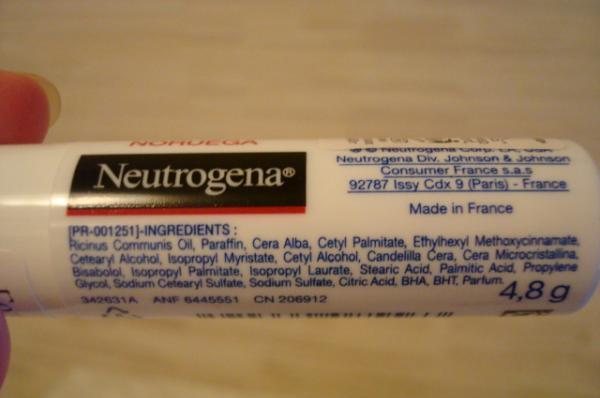 NORUEGA
Neutrogena®
Neutrogena Corp. LA, USA
Neutrogena Div. Johnson & Johnson
Consumer France s.a.s
92787 Issy Cdx 9 (Paris) - France
Made in France
[PR-001251]-INGREDIENTS :
Ricinus Communis Oil, Paraffin, Cera Alba, Cetyl Palmitate, Ethylhexyl Methoxycinnamate,
Cetearyl Alcohol, Isopropyl Myristate, Cetyl Alcohol, Candelilla Cera, Cera Microcristallina,
Bisabolol, Isopropyl Palmitate, Isopropyl Laurate, Stearic Acid, Palmitic Acid, Propylene
Glycol, Sodium Cetearyl Sulfate, Sodium Sulfate, Citric Acid, BHA, BHT, Parfum.
342631A ANF 6445551 CN 206912
4,8 g